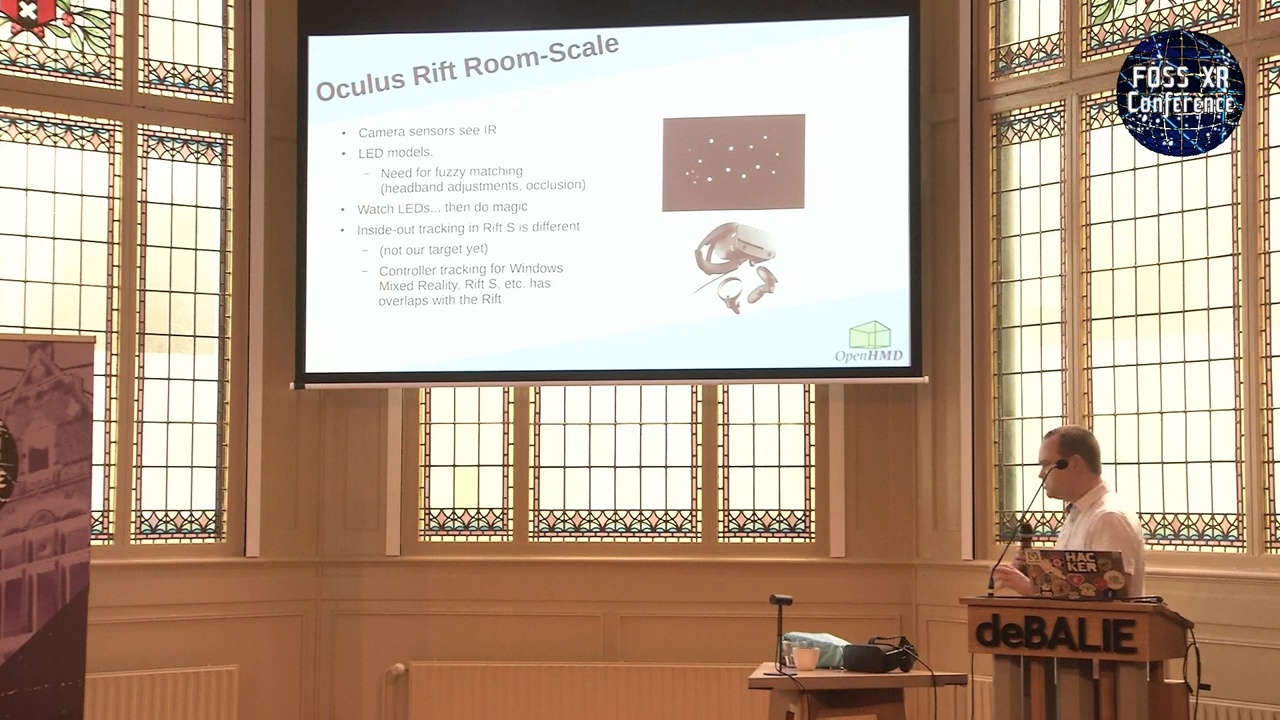 Oculus Rift Room-Scale
• Camera sensors see IR
• LED models.
– Need for fuzzy matching
(headband adjustments, occlusion)
• Watch LEDs... then do magic
• Inside-out tracking in Rift S is different
– (not our target yet)
– Controller tracking for Windows
Mixed Reality, Rift S, etc. has
overlaps with the Rift
OpenHMD
FOSS XR
Conference
HAC
KER
deBALIE